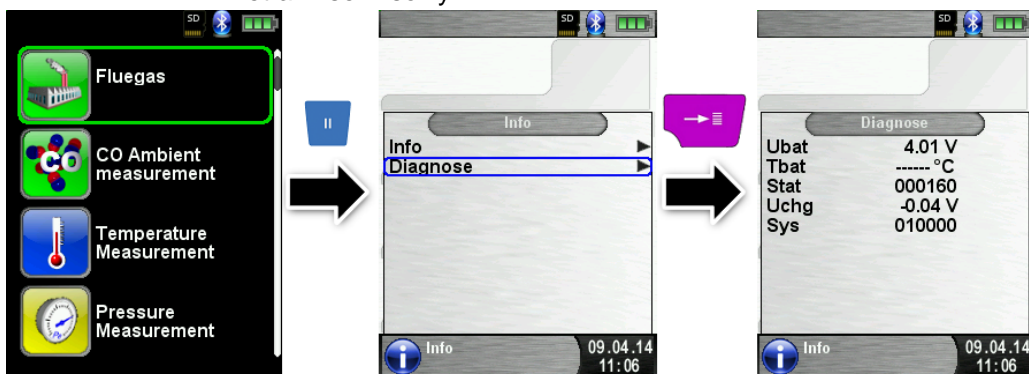 SD
Fluegas
CO
CO Ambient
measurement
Temperature
Measurement
Pressure
Measurement
SD
Info
Info
Diagnose
Info
09.04.14
11:06
SD
Diagnose
Ubat 4.01 V
Tbat ------ °C
Stat 000160
Uchg -0.04 V
Sys 010000
Info
09.04.14
11:06